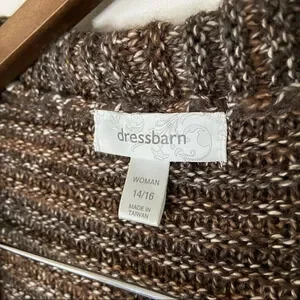 dressbarn
WOMAN
14/16
MADE IN
TAIWAN